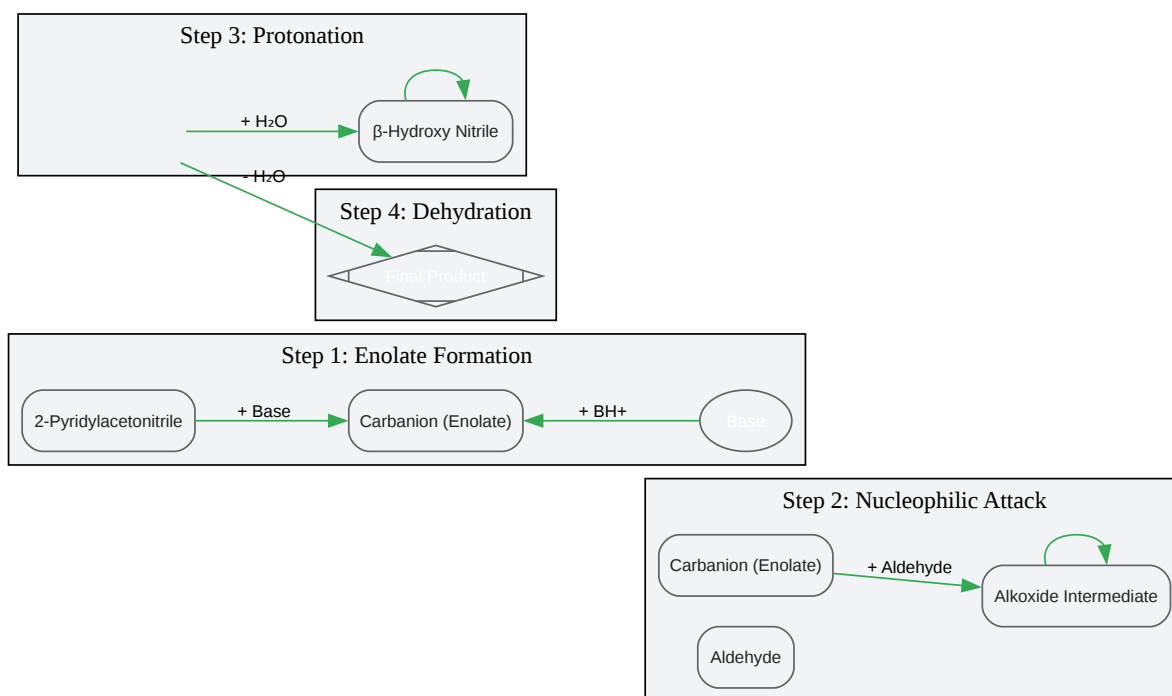 Step 3: Protonation
+ H₂O
β-Hydroxy Nitrile
- H₂O
Step 4: Dehydration
Final Product
Step 1: Enolate Formation
2-Pyridylacetonitrile
+ Base
Carbanion (Enolate)
+ BH+
Base
Step 2: Nucleophilic Attack
Carbanion (Enolate)
+ Aldehyde
Alkoxide Intermediate
Aldehyde